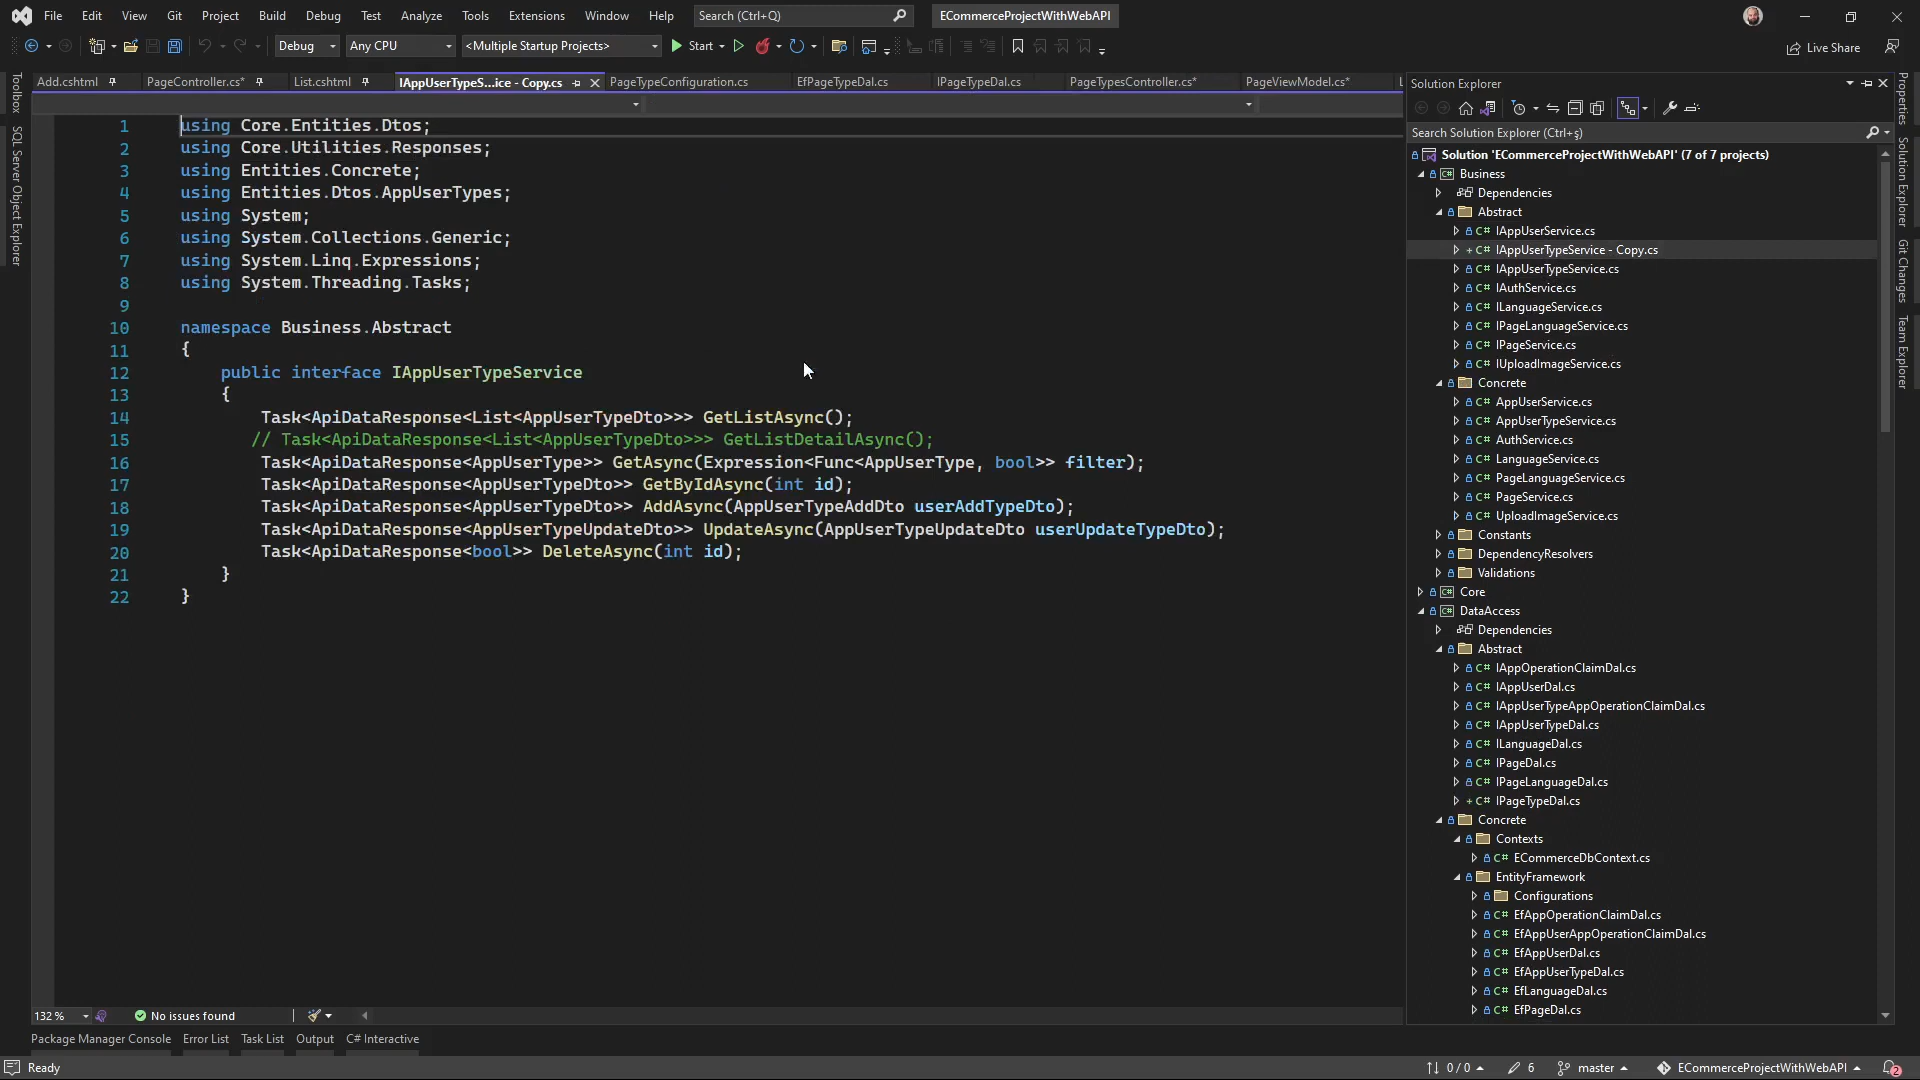 File Edit View Git Project Build Debug Test Analyze Tools Extensions Window Help Search (Ctrl+Q) ECommerceProjectWithWebAPI
Debug Any CPU <Multiple Startup Projects> Start Live Share
Add.cshtml PageController.cs* List.cshtml IAppUserTypeS...ice - Copy.cs PageTypeConfiguration.cs EfPageTypeDal.cs IPageTypeDal.cs PageTypesController.cs* PageViewModel.cs*
Toolbox
SQL Server Object Explorer
1 using Core.Entities.Dtos;
2 using Core.Utilities.Responses;
3 using Entities.Concrete;
4 using Entities.Dtos.AppUserTypes;
5 using System;
6 using System.Collections.Generic;
7 using System.Linq.Expressions;
8 using System.Threading.Tasks;
9
10 namespace Business.Abstract
11 {
12 public interface IAppUserTypeService
13 {
14 Task<ApiDataResponse<List<AppUserTypeDto>>> GetListAsync();
15 // Task<ApiDataResponse<List<AppUserTypeDto>>> GetListDetailAsync();
16 Task<ApiDataResponse<AppUserType>> GetAsync(Expression<Func<AppUserType, bool>> filter);
17 Task<ApiDataResponse<AppUserTypeDto>> GetByIdAsync(int id);
18 Task<ApiDataResponse<AppUserTypeDto>> AddAsync(AppUserTypeAddDto userAddTypeDto);
19 Task<ApiDataResponse<AppUserTypeUpdateDto>> UpdateAsync(AppUserTypeUpdateDto userUpdateTypeDto);
20 Task<ApiDataResponse<bool>> DeleteAsync(int id);
21 }
22 }
132 % No issues found
Package Manager Console Error List Task List Output C# Interactive
Ready 0 / 0 6 master ECommerceProjectWithWebAPI 2
Solution Explorer
Search Solution Explorer (Ctrl+ş)
Solution 'ECommerceProjectWithWebAPI' (7 of 7 projects)
Business
Dependencies
Abstract
C# IAppUserService.cs
+ C# IAppUserTypeService - Copy.cs
C# IAppUserTypeService.cs
C# IAuthService.cs
C# ILanguageService.cs
C# IPageLanguageService.cs
C# IPageService.cs
C# IUploadImageService.cs
Concrete
C# AppUserService.cs
C# AppUserTypeService.cs
C# AuthService.cs
C# LanguageService.cs
C# PageLanguageService.cs
C# PageService.cs
C# UploadImageService.cs
Constants
DependencyResolvers
Validations
Core
DataAccess
Dependencies
Abstract
C# IAppOperationClaimDal.cs
C# IAppUserDal.cs
C# IAppUserTypeAppOperationClaimDal.cs
C# IAppUserTypeDal.cs
C# ILanguageDal.cs
C# IPageDal.cs
C# IPageLanguageDal.cs
+ C# IPageTypeDal.cs
Concrete
Contexts
C# ECommerceDbContext.cs
EntityFramework
Configurations
C# EfAppOperationClaimDal.cs
C# EfAppUserAppOperationClaimDal.cs
C# EfAppUserDal.cs
C# EfAppUserTypeDal.cs
C# EfLanguageDal.cs
C# EfPageDal.cs
Properties
Solution Explorer
Git Changes
Team Explorer